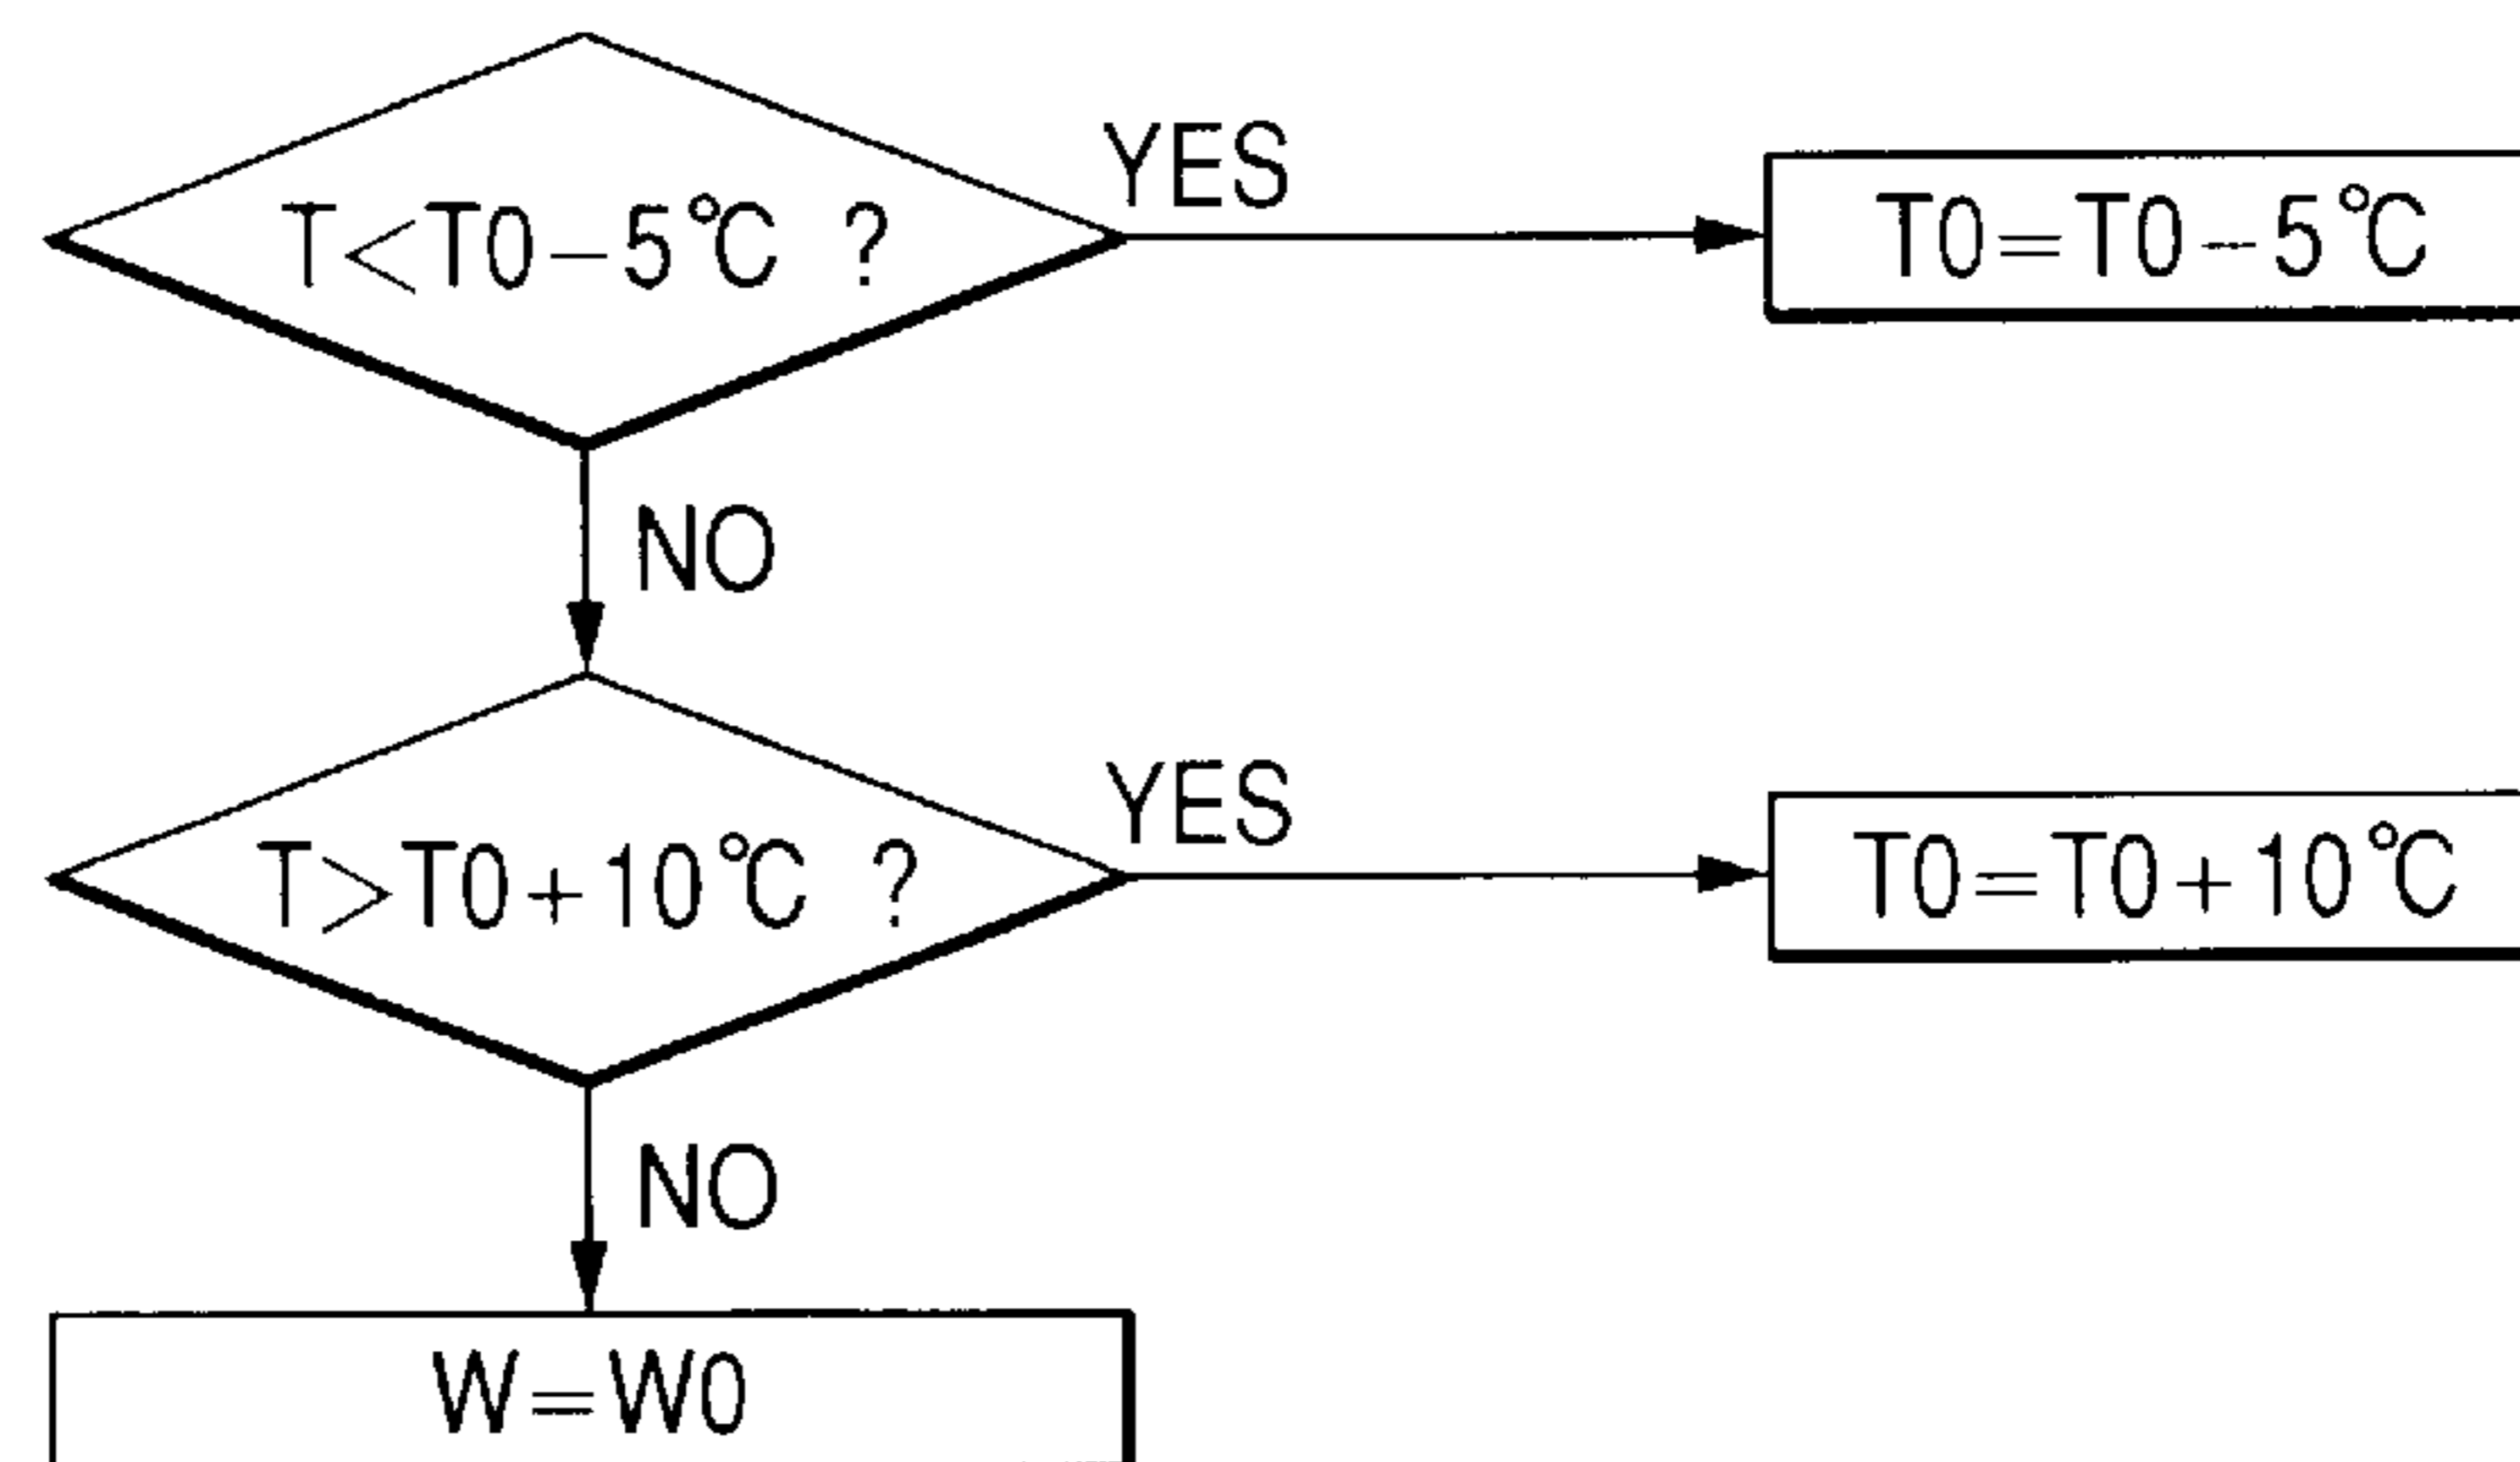 T<T0−5℃ ?
YES
T0=T0−5℃
NO
T>T0+10℃ ?
YES
T0=T0+10℃
NO
W=W0